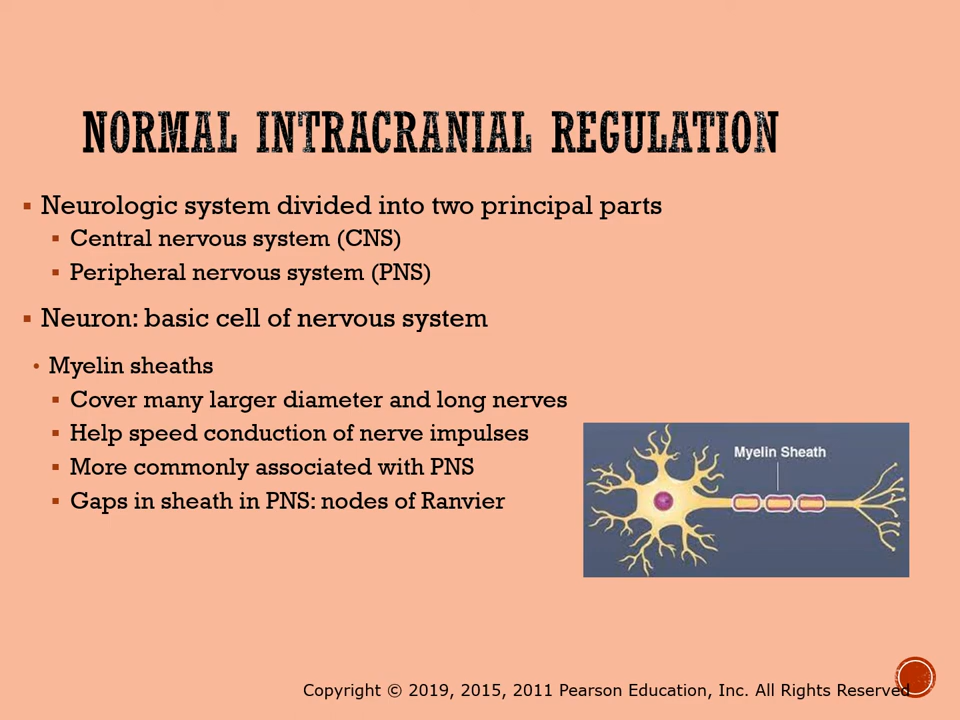 NORMAL INTRACRANIAL REGULATION
▪ Neurologic system divided into two principal parts
▪ Central nervous system (CNS)
▪ Peripheral nervous system (PNS)
▪ Neuron: basic cell of nervous system
• Myelin sheaths
▪ Cover many larger diameter and long nerves
▪ Help speed conduction of nerve impulses
▪ More commonly associated with PNS
▪ Gaps in sheath in PNS: nodes of Ranvier
Myelin Sheath
Copyright © 2019, 2015, 2011 Pearson Education, Inc. All Rights Reserved